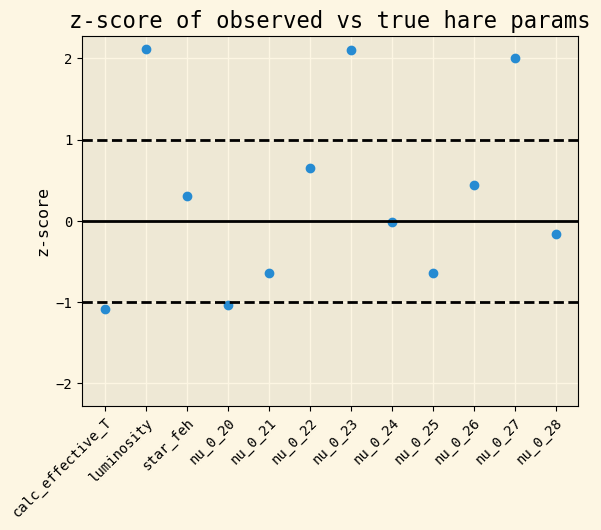 z-score of observed vs true hare params
z-score
2
1
0
−1
−2
calc_effective_T
luminosity
star_feh
nu_0_20
nu_0_21
nu_0_22
nu_0_23
nu_0_24
nu_0_25
nu_0_26
nu_0_27
nu_0_28